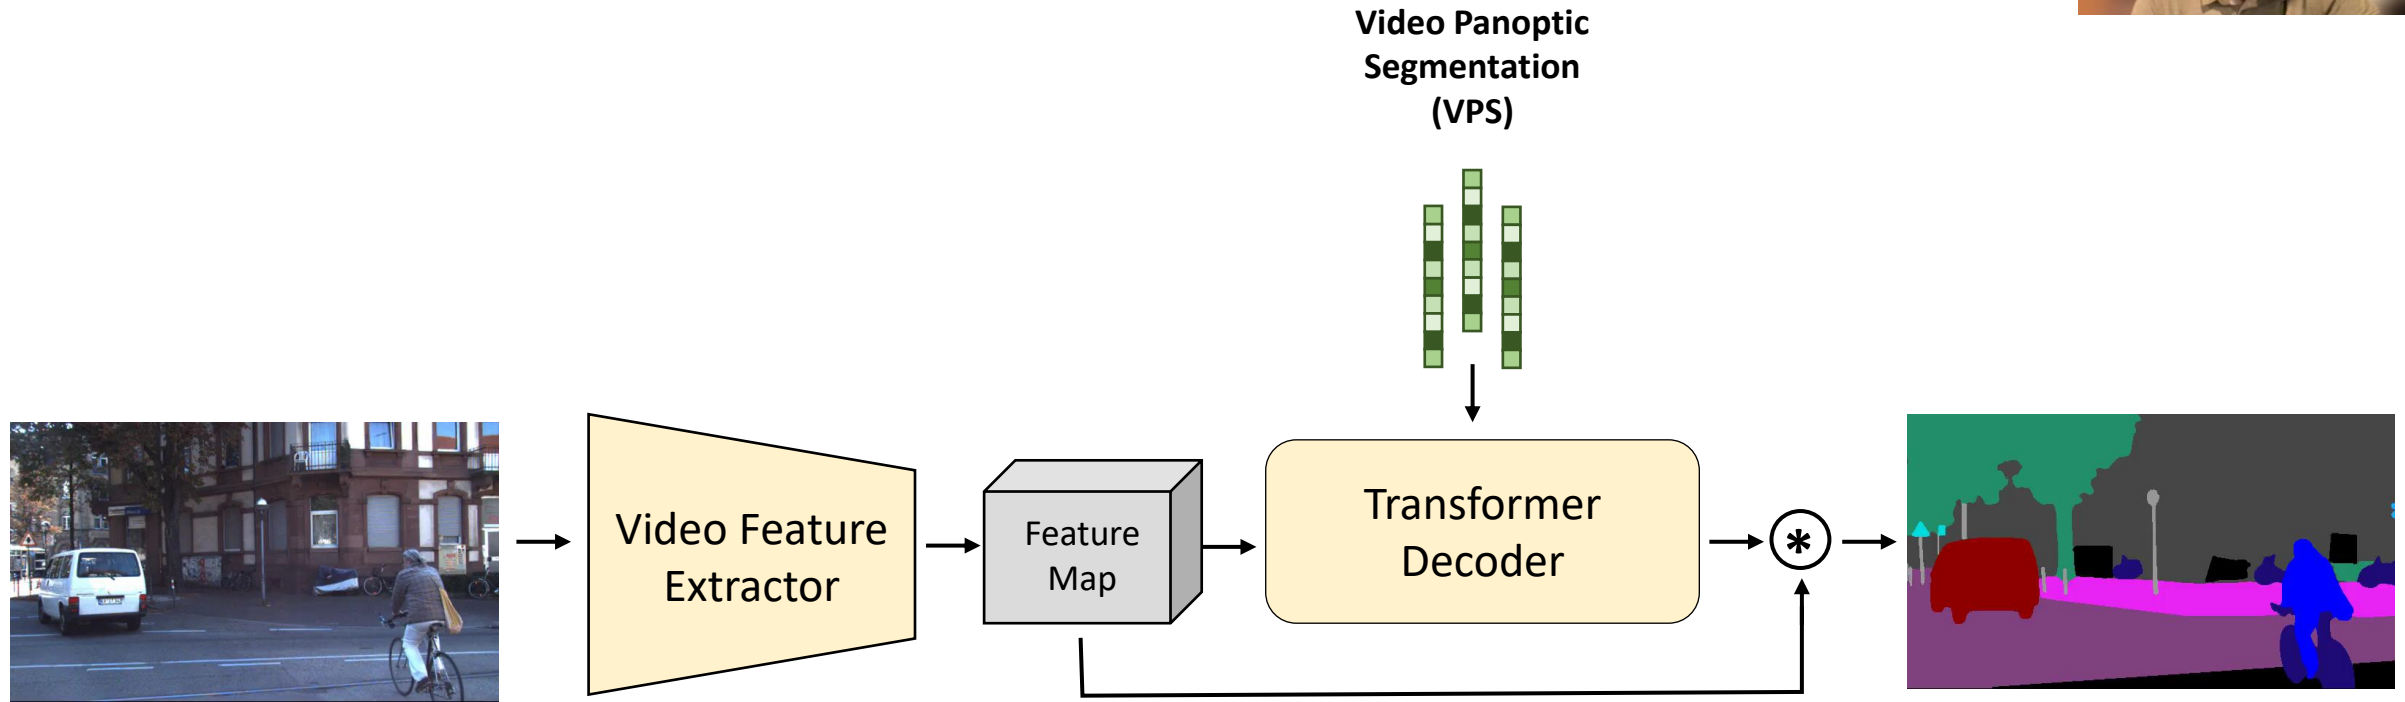 Video Panoptic
Segmentation
(VPS)
Video Feature
Extractor
Feature
Map
Transformer
Decoder
*